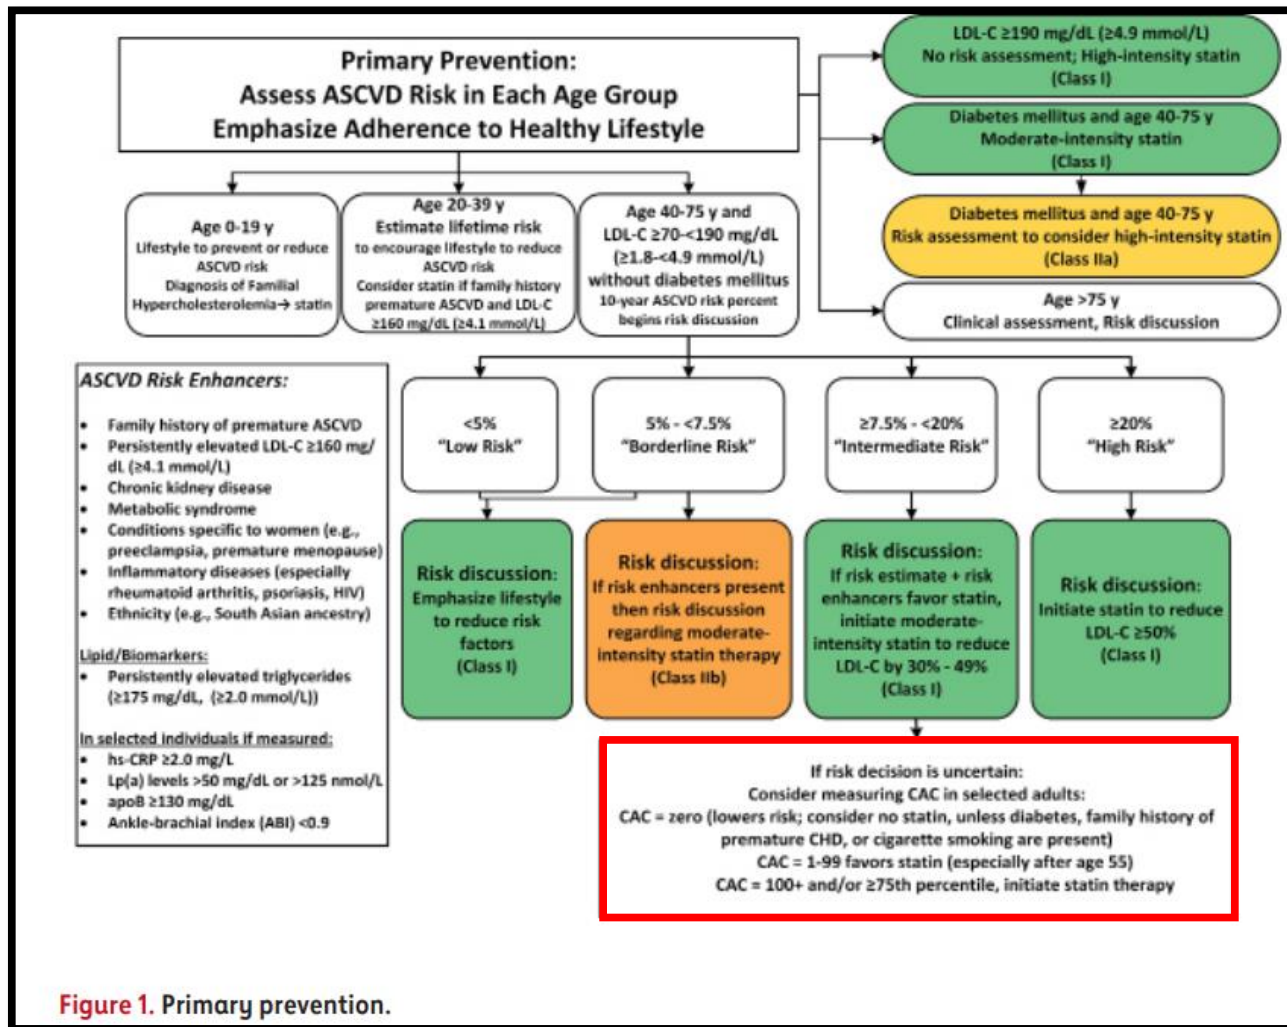 Primary Prevention:
Assess ASCVD Risk in Each Age Group
Emphasize Adherence to Healthy Lifestyle
LDL-C ≥190 mg/dL (≥4.9 mmol/L)
No risk assessment; High-intensity statin
(Class I)
Diabetes mellitus and age 40-75 y
Moderate-intensity statin
(Class I)
Diabetes mellitus and age 40-75 y
Risk assessment to consider high-intensity statin
(Class IIa)
Age >75 y
Clinical assessment, Risk discussion
Age 0-19 y
Lifestyle to prevent or reduce
ASCVD risk
Diagnosis of Familial
Hypercholesterolemia→ statin
Age 20-39 y
Estimate lifetime risk
to encourage lifestyle to reduce
ASCVD risk
Consider statin if family history
premature ASCVD and LDL-C
≥160 mg/dL (≥4.1 mmol/L)
Age 40-75 y and
LDL-C ≥70-<190 mg/dL
(≥1.8-<4.9 mmol/L)
without diabetes mellitus
10-year ASCVD risk percent
begins risk discussion
<5%
"Low Risk"
5% - <7.5%
"Borderline Risk"
≥7.5% - <20%
"Intermediate Risk"
≥20%
"High Risk"
Risk discussion:
Emphasize lifestyle
to reduce risk
factors
(Class I)
Risk discussion:
If risk enhancers present
then risk discussion
regarding moderate-
intensity statin therapy
(Class IIb)
Risk discussion:
If risk estimate + risk
enhancers favor statin,
initiate moderate-
intensity statin to reduce
LDL-C by 30% - 49%
(Class I)
Risk discussion:
Initiate statin to reduce
LDL-C ≥50%
(Class I)
If risk decision is uncertain:
Consider measuring CAC in selected adults:
CAC = zero (lowers risk; consider no statin, unless diabetes, family history of
premature CHD, or cigarette smoking are present)
CAC = 1-99 favors statin (especially after age 55)
CAC = 100+ and/or ≥75th percentile, initiate statin therapy
ASCVD Risk Enhancers:
• Family history of premature ASCVD
• Persistently elevated LDL-C ≥160 mg/
dL (≥4.1 mmol/L)
• Chronic kidney disease
• Metabolic syndrome
• Conditions specific to women (e.g.,
preeclampsia, premature menopause)
• Inflammatory diseases (especially
rheumatoid arthritis, psoriasis, HIV)
• Ethnicity (e.g., South Asian ancestry)
Lipid/Biomarkers:
• Persistently elevated triglycerides
(≥175 mg/dL, (≥2.0 mmol/L))
In selected individuals if measured:
• hs-CRP ≥2.0 mg/L
• Lp(a) levels >50 mg/dL or >125 nmol/L
• apoB ≥130 mg/dL
• Ankle-brachial index (ABI) <0.9
Figure 1. Primary prevention.